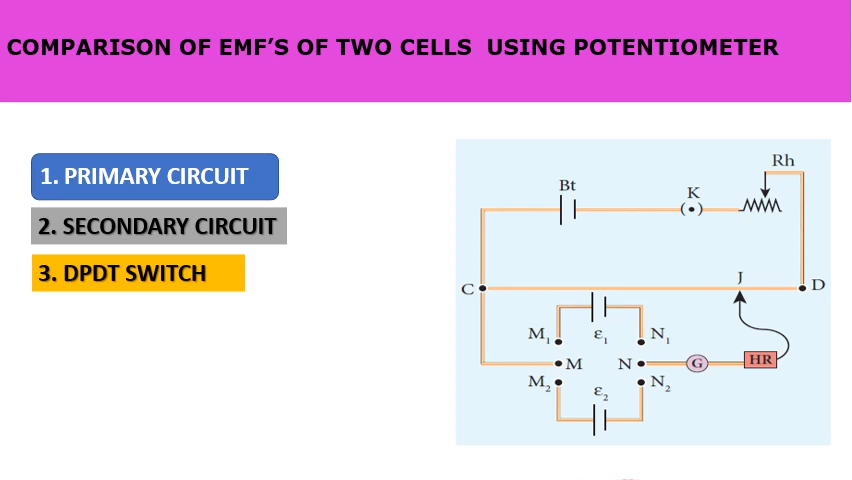 COMPARISON OF EMF’S OF TWO CELLS  USING POTENTIOMETER
1. PRIMARY CIRCUIT
2. SECONDARY CIRCUIT
3. DPDT SWITCH
Rh
Bt
K
( • )
J
C
D
M₁
ε₁
N₁
M
N
G
HR
M₂
ε₂
N₂